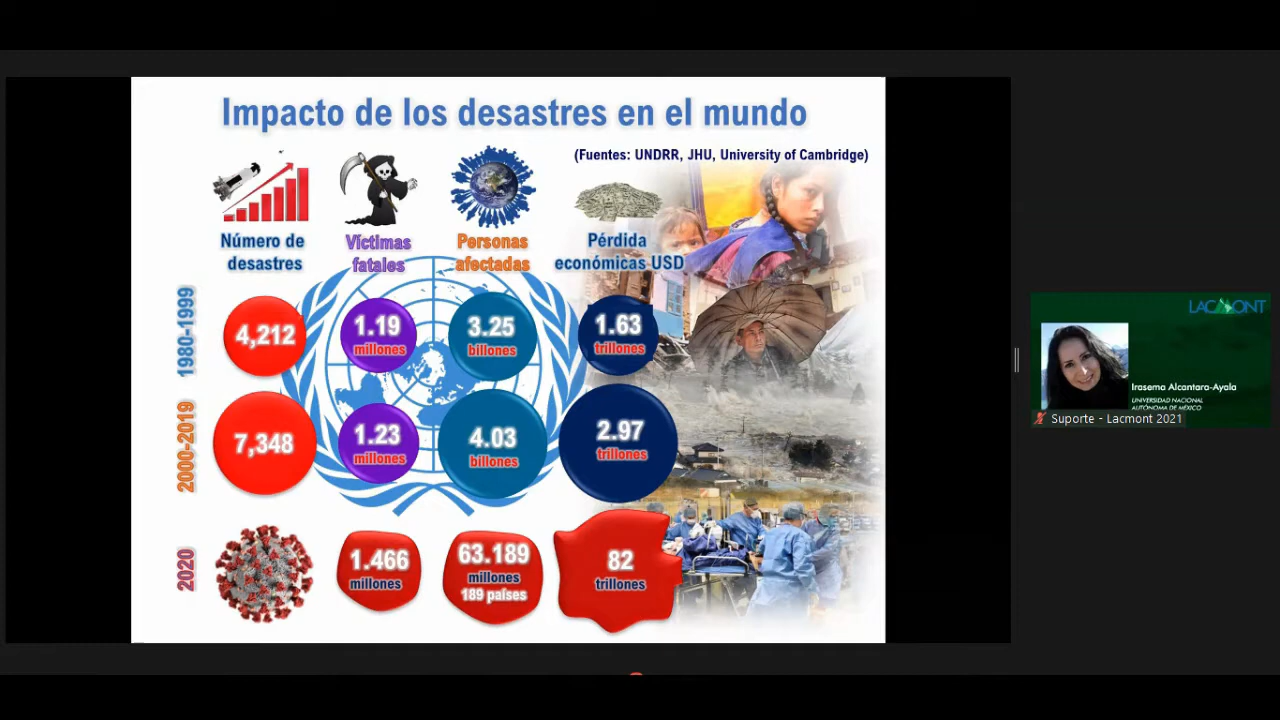 Impacto de los desastres en el mundo
(Fuentes: UNDRR, JHU, University of Cambridge)
Número de
desastres
Víctimas
fatales
Personas
afectadas
Pérdida
económicas USD
1980-1999
4,212
1.19
millones
3.25
billones
1.63
trillones
2000-2019
7,348
1.23
millones
4.03
billones
2.97
trillones
2020
1.466
millones
63.189
millones
189 países
82
trillones
LACMONT
Irasema Alcantara-Ayala
UNIVERSIDAD NACIONAL
AUTÓNOMA DE MÉXICO
Suporte - Lacmont 2021